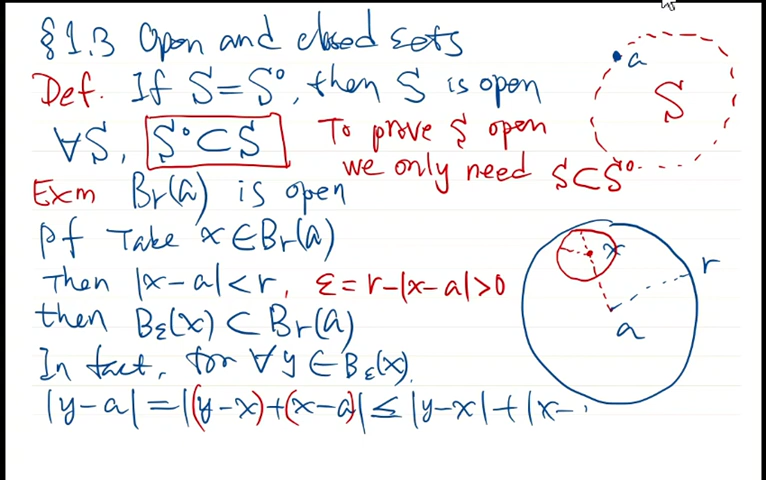 §1.3 Open and closed sets
Def. If S=S°, then S is open
a
S
∀S, S°⊂S
To prove S open
we only need S⊂S°
Exm Br(a) is open
pf Take x∈Br(a)
Then |x-a|<r, ε=r-|x-a|>0
then Bε(x)⊂Br(a)
In fact, for ∀y∈Bε(x)
|y-a|=|(y-x)+(x-a)|≤|y-x|+|x-
x
r
a